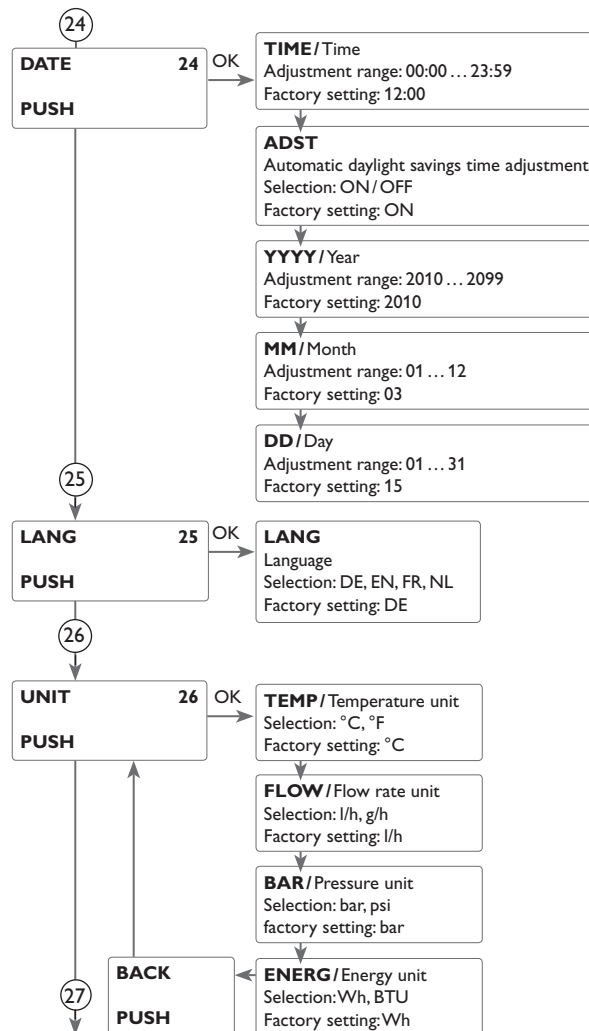 24
DATE 24
PUSH
OK
TIME / Time
Adjustment range: 00:00 … 23:59
Factory setting: 12:00
ADST
Automatic daylight savings time adjustment
Selection: ON / OFF
Factory setting: ON
YYYY / Year
Adjustment range: 2010 … 2099
Factory setting: 2010
MM / Month
Adjustment range: 01 … 12
Factory setting: 03
DD / Day
Adjustment range: 01 … 31
Factory setting: 15
25
LANG 25
PUSH
OK
LANG
Language
Selection: DE, EN, FR, NL
Factory setting: DE
26
UNIT 26
PUSH
OK
TEMP / Temperature unit
Selection: °C, °F
Factory setting: °C
FLOW / Flow rate unit
Selection: l/h, g/h
Factory setting: l/h
BAR / Pressure unit
Selection: bar, psi
factory setting: bar
ENERG / Energy unit
Selection: Wh, BTU
Factory setting: Wh
BACK
PUSH
27